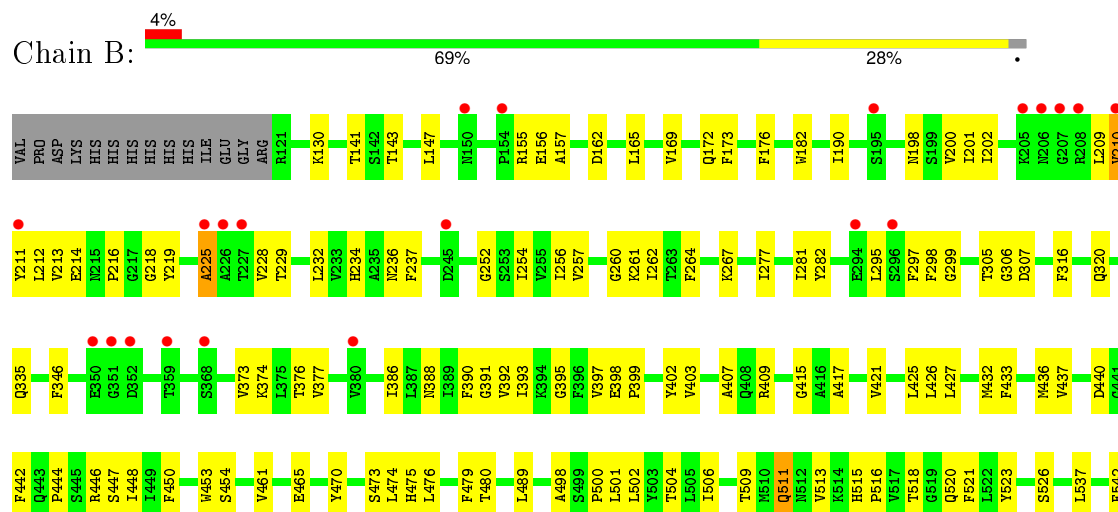 4%
Chain B:
69% 28% •
VAL PRO ASP LYS HIS HIS HIS HIS HIS HIS HIS ILE GLU GLY ARG R121 K130 T141 S142 T143 L147 N150 P154 R155 E156 A157 D162 L165 V169 Q172 F173 F176 W182 I190 S195 N198 S199 V200 I201 I202 K205 N206 G207 R208 L209
Y211 L212 V213 E214 N215 P216 G217 G218 Y219 A225 A226 T227 V228 T229 L232 V233 H234 A235 N236 F237 D245 G252 S253 I254 V255 I256 V257 G260 K261 I262 T263 F264 K267 I277 I281 Y282 E294 L295 S296 F297 F298 G299 T305 G306 D307 F316 Q320
Q335 F346 E350 G351 D352 T359 S368 V373 K374 L375 T376 V377 V380 I386 L387 N388 I389 F390 G391 V392 I393 K394 G395 F396 V397 E398 P399 Y402 V403 A407 Q408 R409 G415 A416 A417 V421 L425 L426 L427 M432 F433 M436 V437 D440
F442 Q443 P444 S445 R446 S447 I448 I449 F450 W453 S454 V461 E465 Y470 S473 L474 H475 L476 F479 T480 L489 A498 S499 P500 L501 L502 Y503 T504 L505 I506 T509 M510 Q511 N512 V513 K514 H515 P516 V517 T518 G519 Q520 F521 L522 Y523 S526 L537